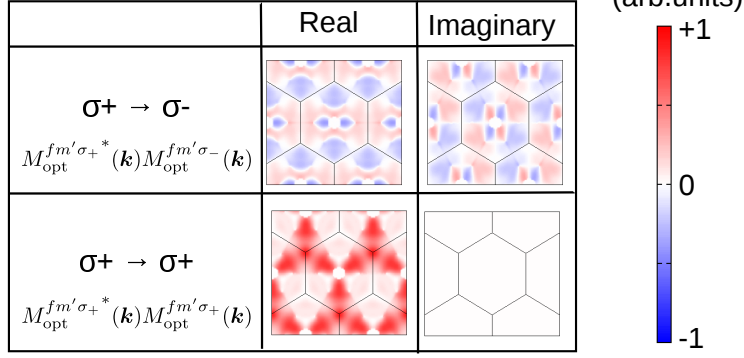 (arb.units)
Real Imaginary
+1
σ+ → σ-
M_opt^{fm′σ+ *}(k)M_opt^{fm′σ−}(k)
0
σ+ → σ+
M_opt^{fm′σ+ *}(k)M_opt^{fm′σ+}(k)
-1